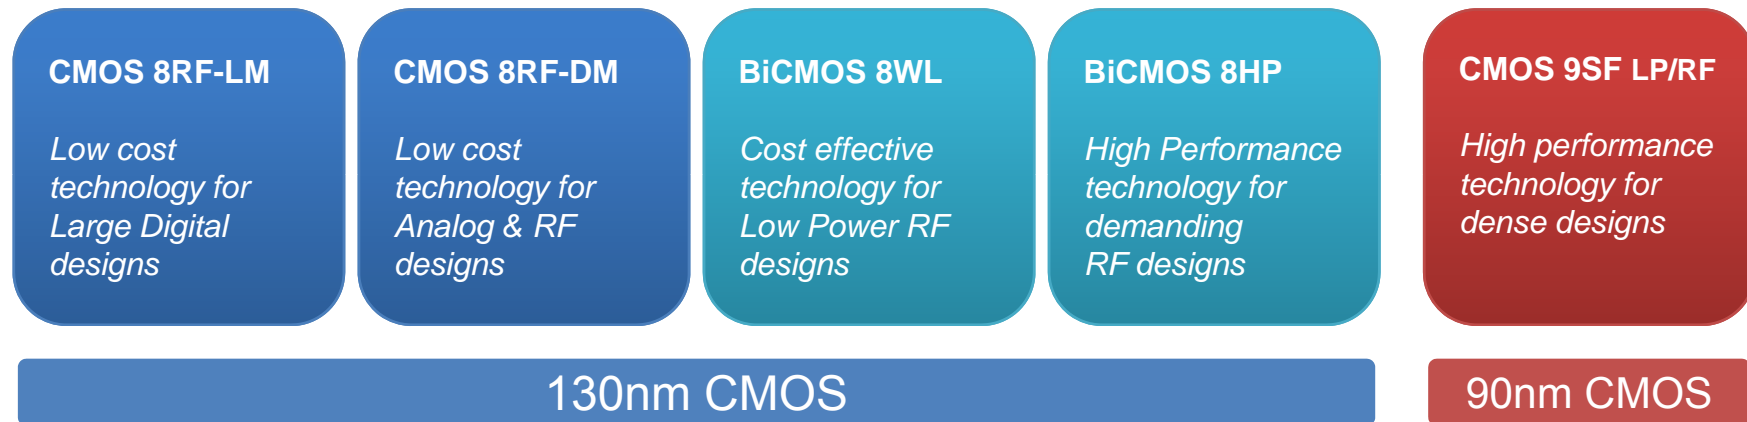 CMOS 8RF-LM
Low cost
technology for
Large Digital
designs
CMOS 8RF-DM
Low cost
technology for
Analog & RF
designs
BiCMOS 8WL
Cost effective
technology for
Low Power RF
designs
BiCMOS 8HP
High Performance
technology for
demanding
RF designs
CMOS 9SF LP/RF
High performance
technology for
dense designs
130nm CMOS
90nm CMOS